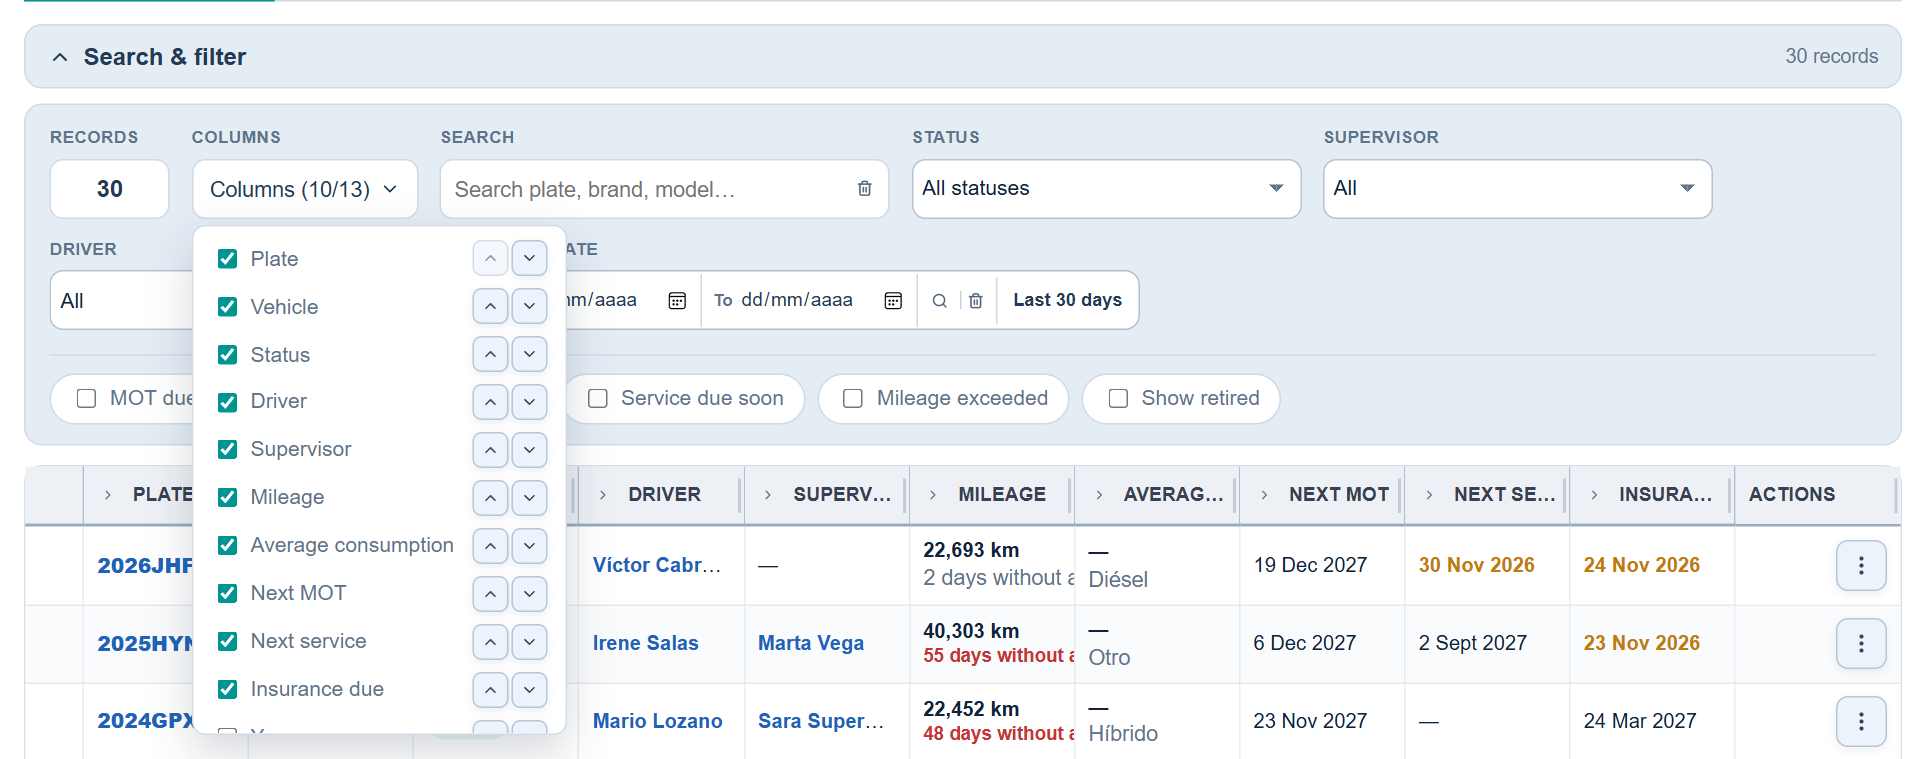 Search & filter
30 records
RECORDS
COLUMNS
SEARCH
STATUS
SUPERVISOR
30
Columns (10/13)
Search plate, brand, model…
All statuses
All
DRIVER
ATE
All
mm/aaaa
To dd/mm/aaaa
Last 30 days
Plate
Vehicle
Status
Driver
Supervisor
Mileage
Average consumption
Next MOT
Next service
Insurance due
MOT due
Service due soon
Mileage exceeded
Show retired
PLATE
DRIVER
SUPERV…
MILEAGE
AVERAG…
NEXT MOT
NEXT SE…
INSURA…
ACTIONS
2026JHF
Víctor Cabr…
—
22,693 km
2 days without a
—
Diésel
19 Dec 2027
30 Nov 2026
24 Nov 2026
2025HYN
Irene Salas
Marta Vega
40,303 km
55 days without a
—
Otro
6 Dec 2027
2 Sept 2027
23 Nov 2026
2024GPX
Mario Lozano
Sara Super…
22,452 km
48 days without a
—
Híbrido
23 Nov 2027
—
24 Mar 2027